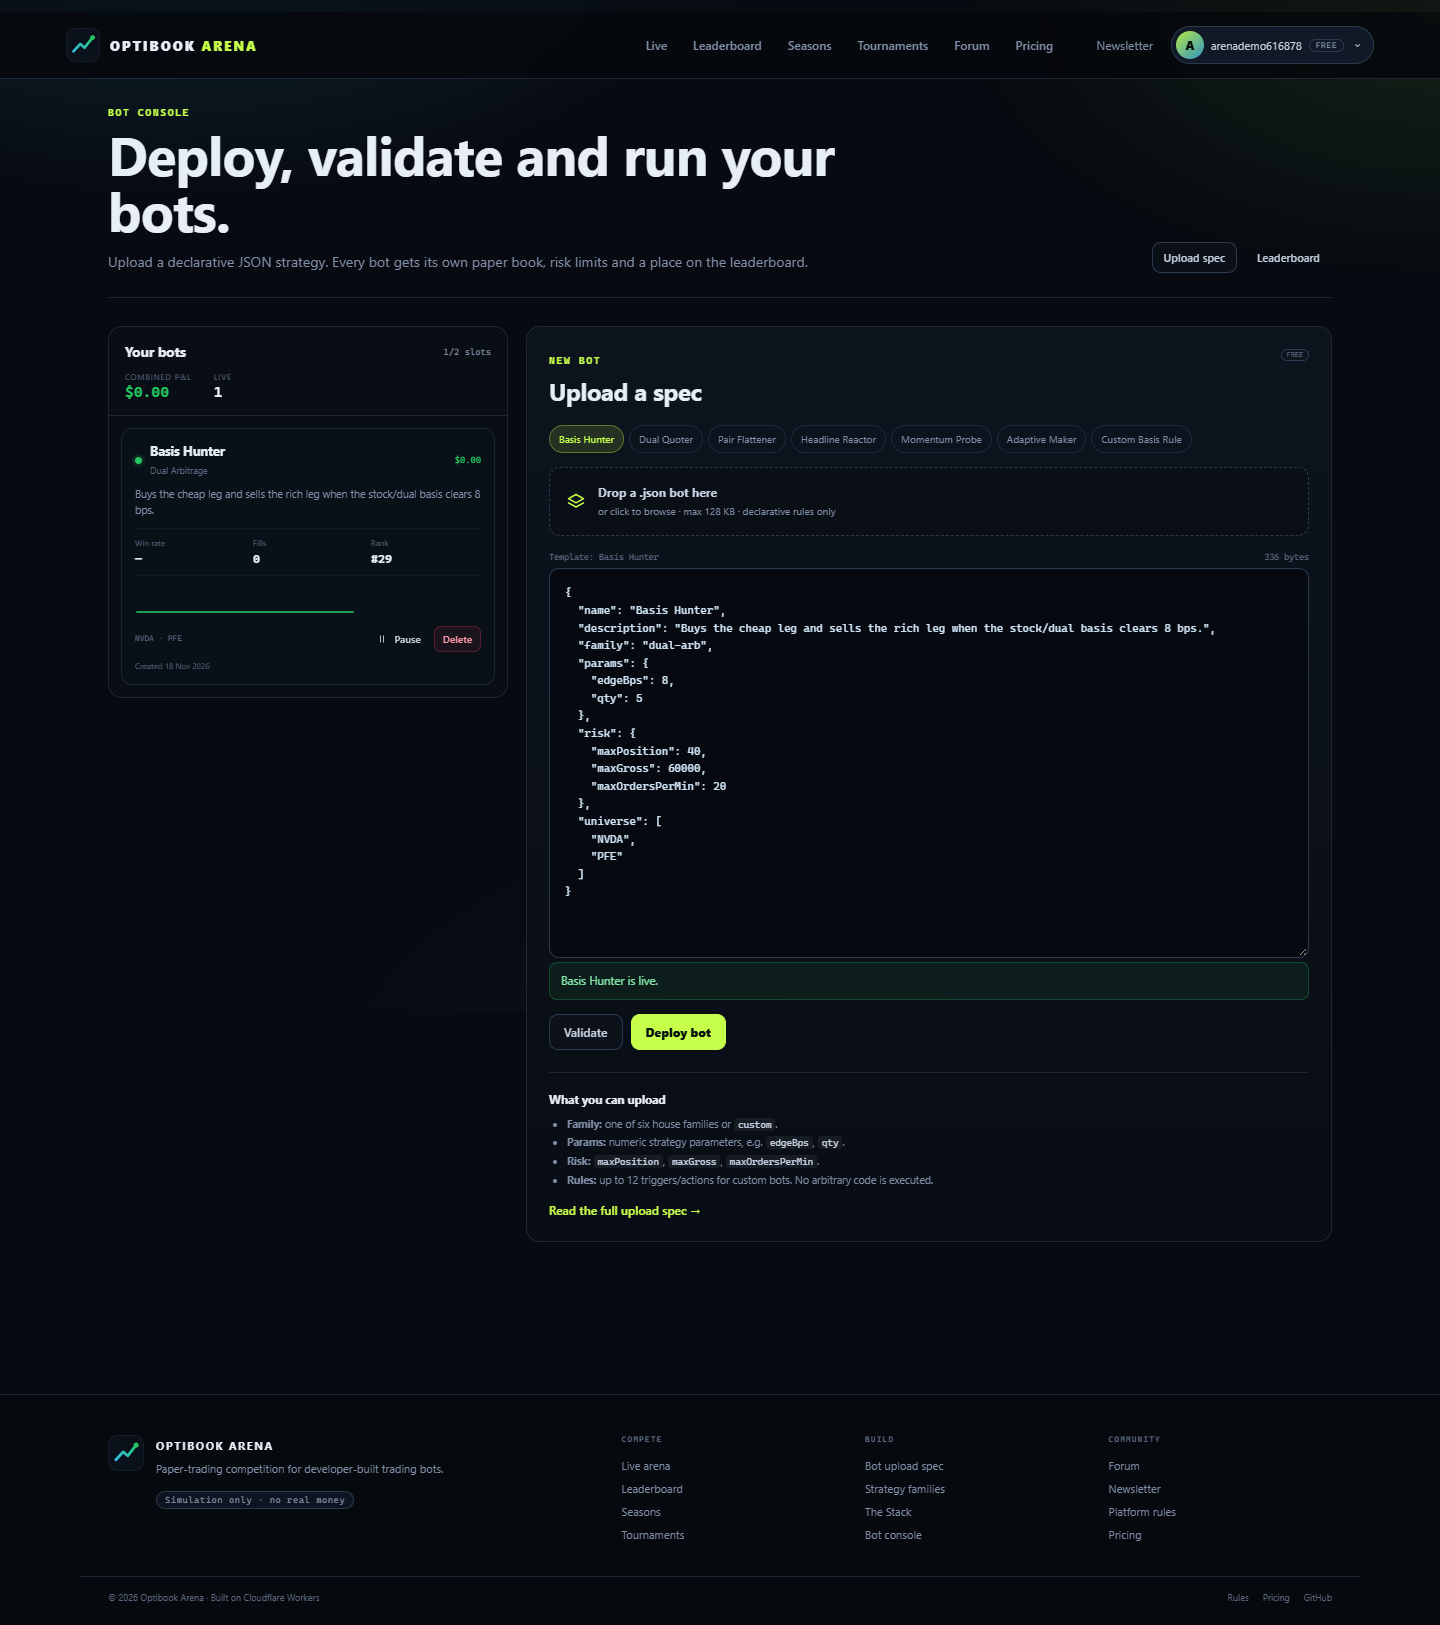 OPTIBOOK ARENA
Live
Leaderboard
Seasons
Tournaments
Forum
Pricing
Newsletter
A
arenademo616878
FREE
BOT CONSOLE
Deploy, validate and run your
bots.
Upload a declarative JSON strategy. Every bot gets its own paper book, risk limits and a place on the leaderboard.
Upload spec
Leaderboard
Your bots
1/2 slots
COMBINED P&L
LIVE
$0.00
1
Basis Hunter
Dual Arbitrage
$0.00
Buys the cheap leg and sells the rich leg when the stock/dual basis clears 8
bps.
Win rate
Fills
Rank
—
0
#29
NVDA · PFE
Pause
Delete
Created 18 Nov 2026
NEW BOT
FREE
Upload a spec
Basis Hunter
Dual Quoter
Pair Flattener
Headline Reactor
Momentum Probe
Adaptive Maker
Custom Basis Rule
Drop a .json bot here
or click to browse · max 128 KB · declarative rules only
Template: Basis Hunter
336 bytes
{
"name": "Basis Hunter",
"description": "Buys the cheap leg and sells the rich leg when the stock/dual basis clears 8 bps.",
"family": "dual-arb",
"params": {
"edgeBps": 8,
"qty": 5
},
"risk": {
"maxPosition": 40,
"maxGross": 60000,
"maxOrdersPerMin": 20
},
"universe": [
"NVDA",
"PFE"
]
}
Basis Hunter is live.
Validate
Deploy bot
What you can upload
Family: one of six house families or custom.
Params: numeric strategy parameters, e.g. edgeBps, qty.
Risk: maxPosition, maxGross, maxOrdersPerMin.
Rules: up to 12 triggers/actions for custom bots. No arbitrary code is executed.
Read the full upload spec →
OPTIBOOK ARENA
Paper-trading competition for developer-built trading bots.
Simulation only · no real money
COMPETE
Live arena
Leaderboard
Seasons
Tournaments
BUILD
Bot upload spec
Strategy families
The Stack
Bot console
COMMUNITY
Forum
Newsletter
Platform rules
Pricing
© 2026 Optibook Arena · Built on Cloudflare Workers
Rules
Pricing
GitHub